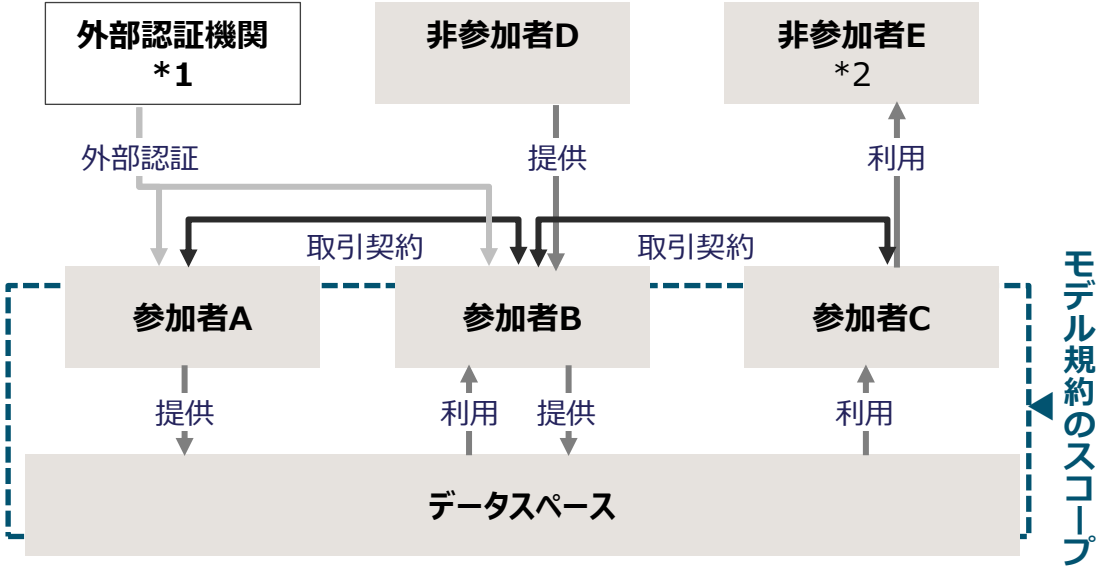 外部認証機関
*1
非参加者D
非参加者E
*2
外部認証
提供
利用
取引契約
取引契約
参加者A
参加者B
参加者C
モデル規約のスコープ
提供
利用
提供
利用
データスペース